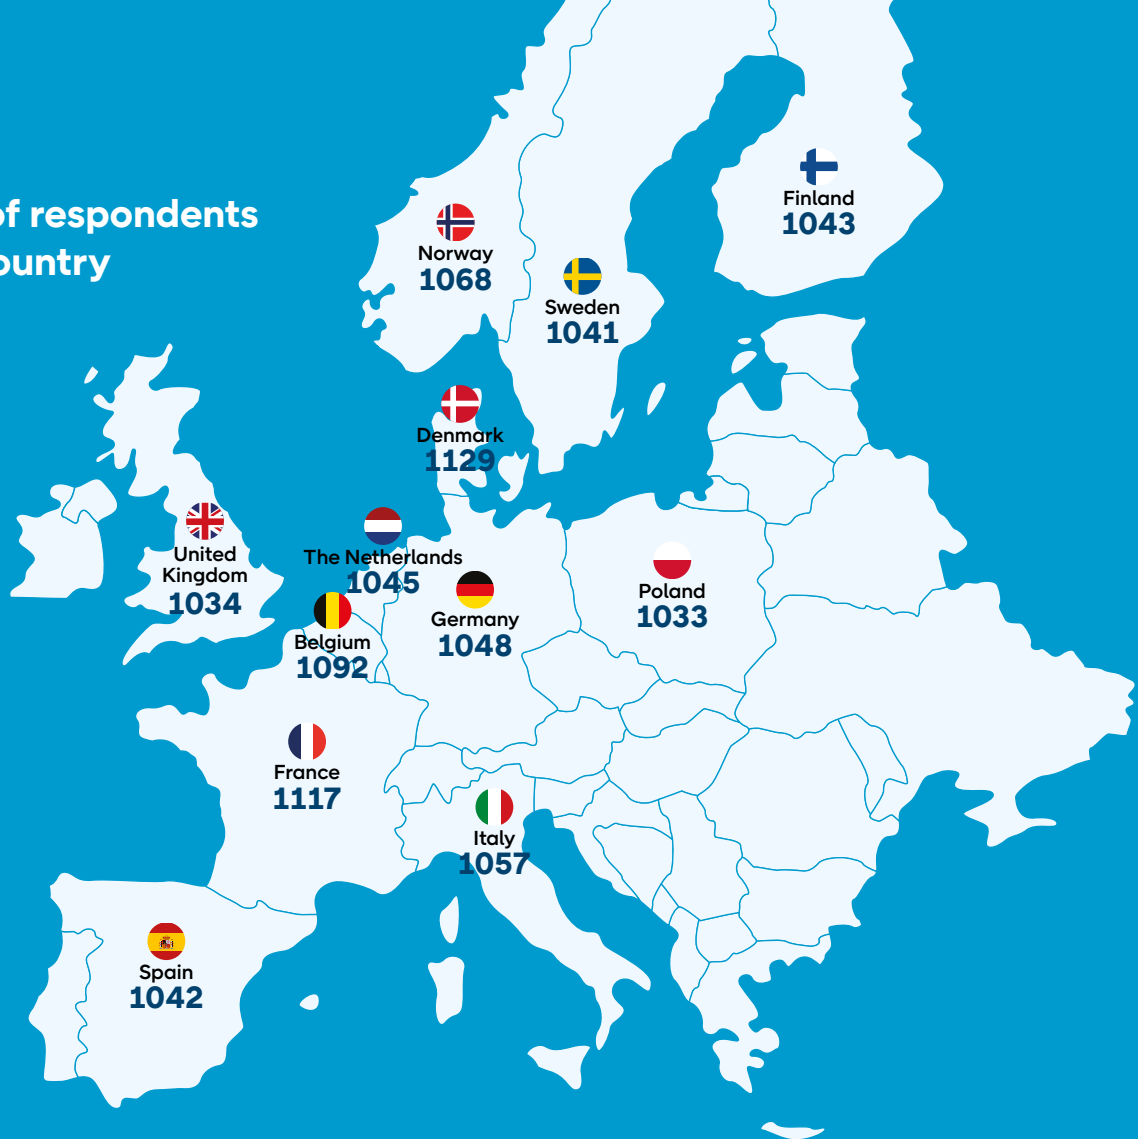 of respondents
ountry
Finland
1043
Norway
1068
Sweden
1041
Denmark
1129
United
Kingdom
1034
The Netherlands
1045
Germany
1048
Poland
1033
Belgium
1092
France
1117
Italy
1057
Spain
1042